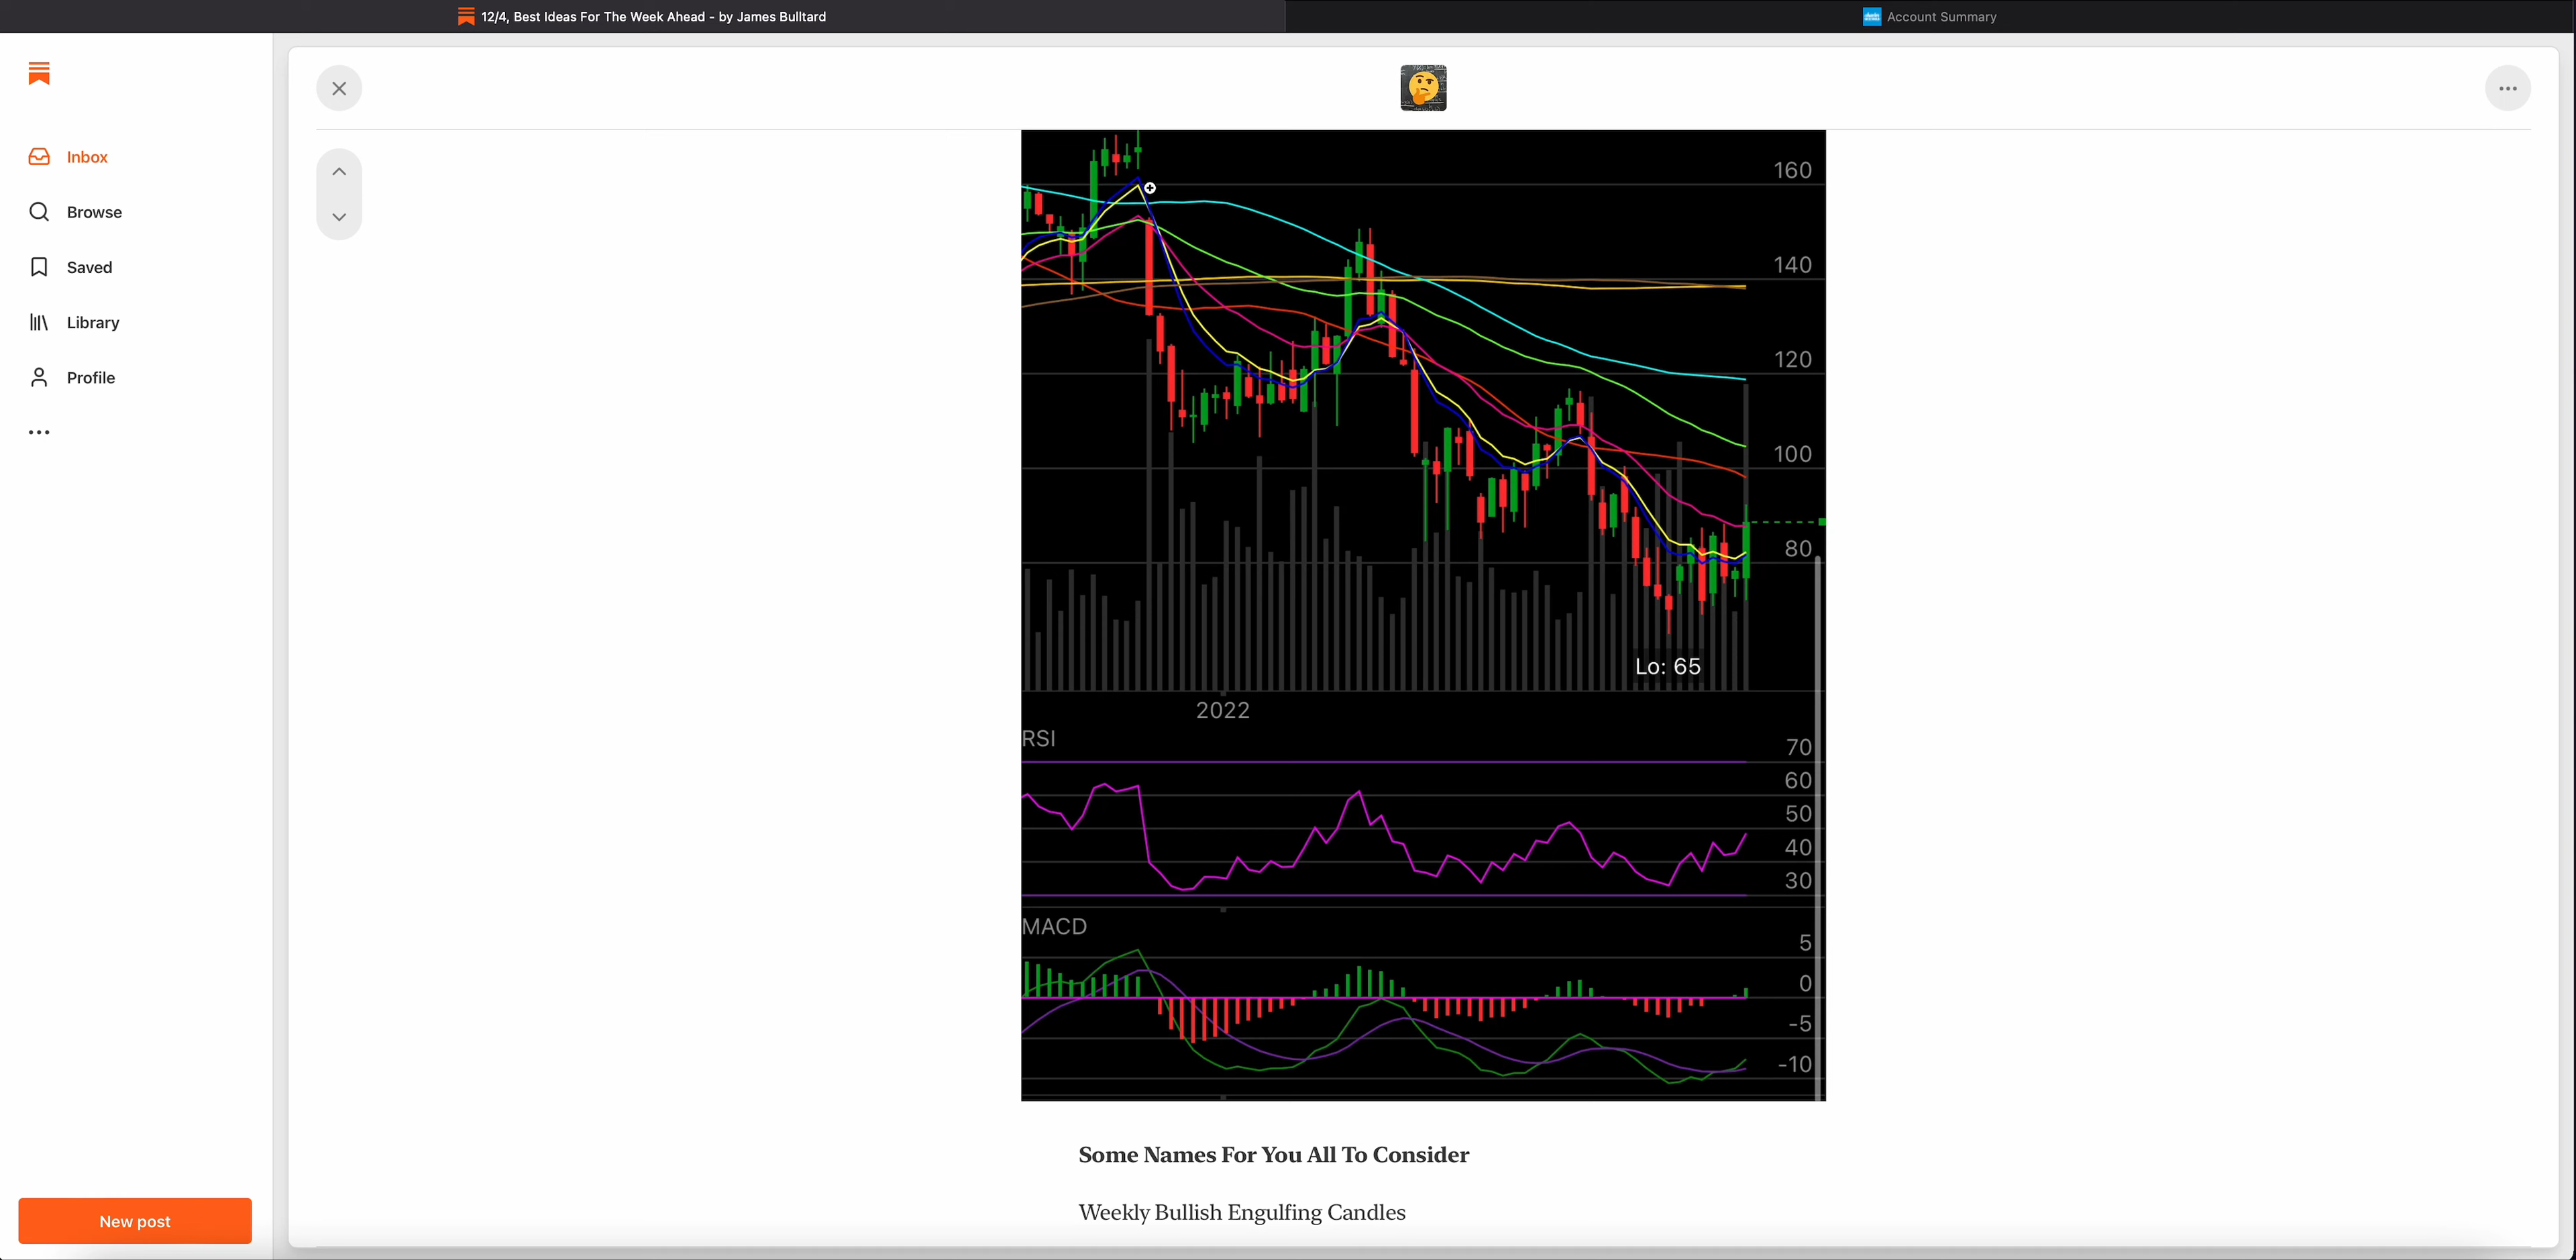 12/4, Best Ideas For The Week Ahead - by James Bulltard
Account Summary
Inbox
Browse
Saved
Library
Profile
New post
160
140
120
100
80
Lo: 65
2022
RSI
70
60
50
40
30
MACD
5
0
-5
-10
Some Names For You All To Consider
Weekly Bullish Engulfing Candles